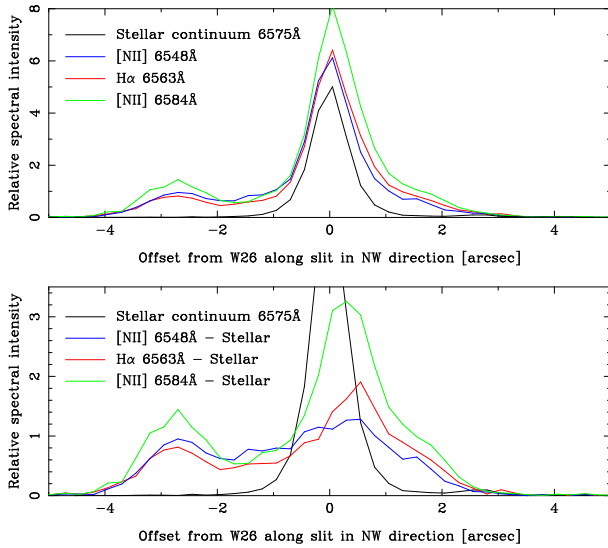 8
6
4
2
0
Relative spectral intensity
Stellar continuum 6575Å
[NII] 6548Å
Hα 6563Å
[NII] 6584Å
−4
−2
0
2
4
Offset from W26 along slit in NW direction [arcsec]
3
2
1
0
Relative spectral intensity
Stellar continuum 6575Å
[NII] 6548Å − Stellar
Hα 6563Å − Stellar
[NII] 6584Å − Stellar
−4
−2
0
2
4
Offset from W26 along slit in NW direction [arcsec]